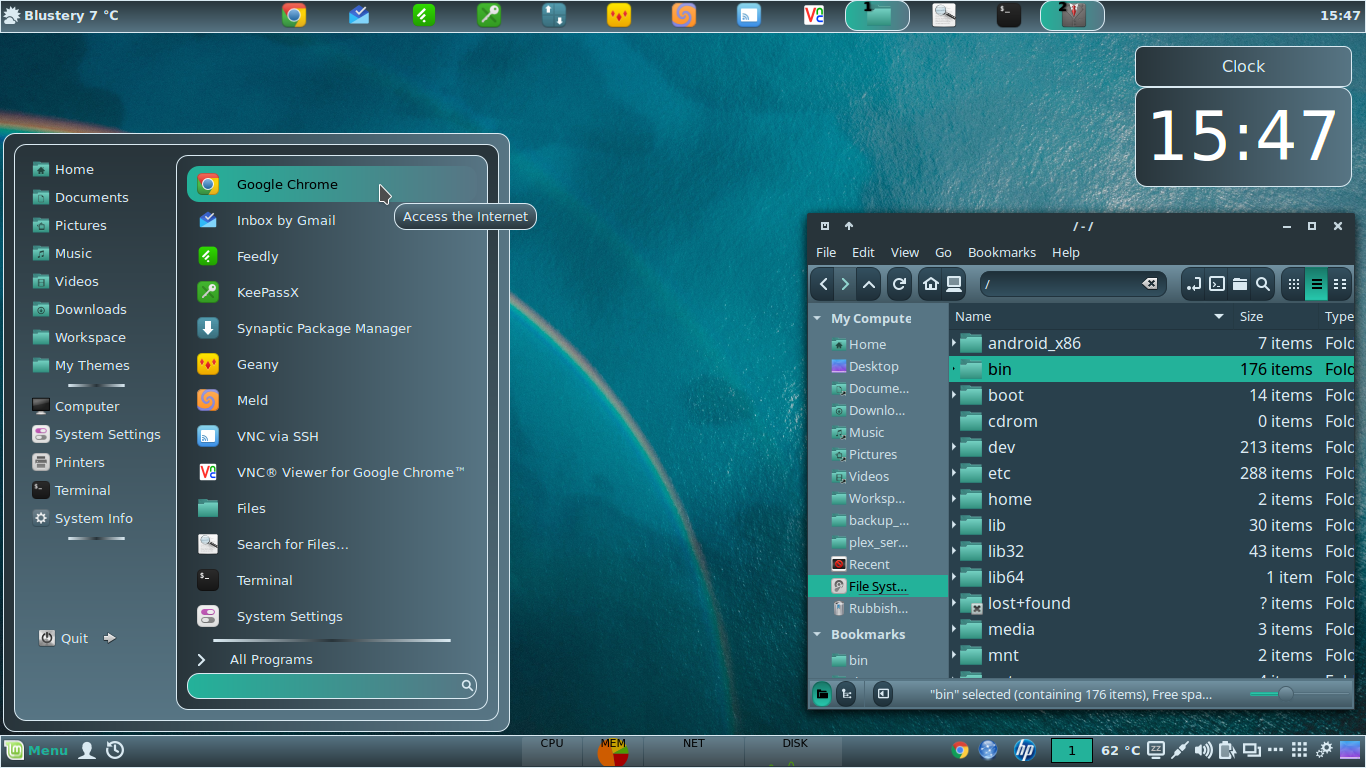 Blustery 7 °C
1
2
15:47
Clock
15:47
Home
Documents
Pictures
Music
Videos
Downloads
Workspace
My Themes
Computer
System Settings
Printers
Terminal
System Info
Quit
Google Chrome
Access the Internet
Inbox by Gmail
Feedly
KeePassX
Synaptic Package Manager
Geany
Meld
VNC via SSH
VNC® Viewer for Google Chrome™
Files
Search for Files...
Terminal
System Settings
All Programs
/ - /
File Edit View Go Bookmarks Help
/
My Compute
Home
Desktop
Docume...
Downlo...
Music
Pictures
Videos
Worksp...
backup_...
plex_ser...
Recent
File Syst...
Rubbish...
Bookmarks
bin
Name Size Type
android_x86 7 items Fold
bin 176 items Fold
boot 14 items Fold
cdrom 0 items Fold
dev 213 items Fold
etc 288 items Fold
home 2 items Fold
lib 30 items Fold
lib32 43 items Fold
lib64 1 item Fold
lost+found ? items Fold
media 3 items Fold
mnt 2 items Fold
"bin" selected (containing 176 items), Free spa...
Menu
CPU MEM NET DISK
hp
1
62 °C